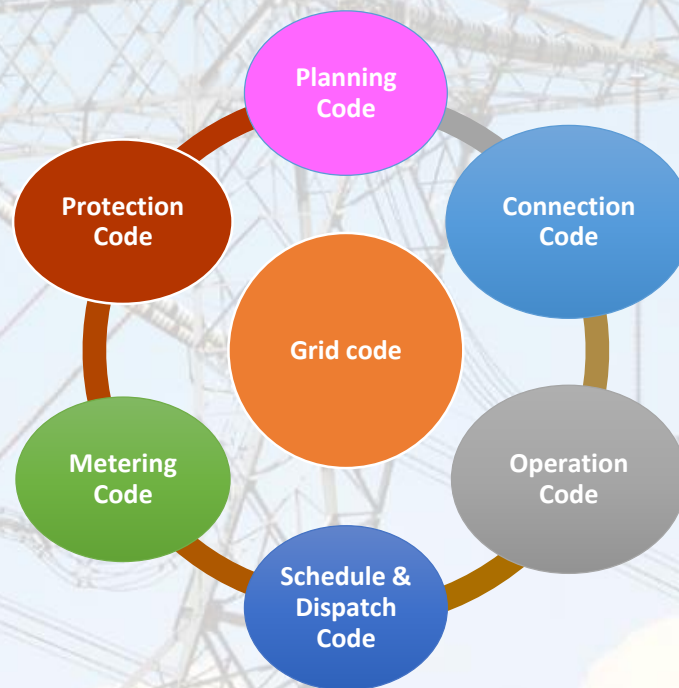 Planning
Code
Protection
Code
Connection
Code
Grid code
Metering
Code
Operation
Code
Schedule &
Dispatch
Code